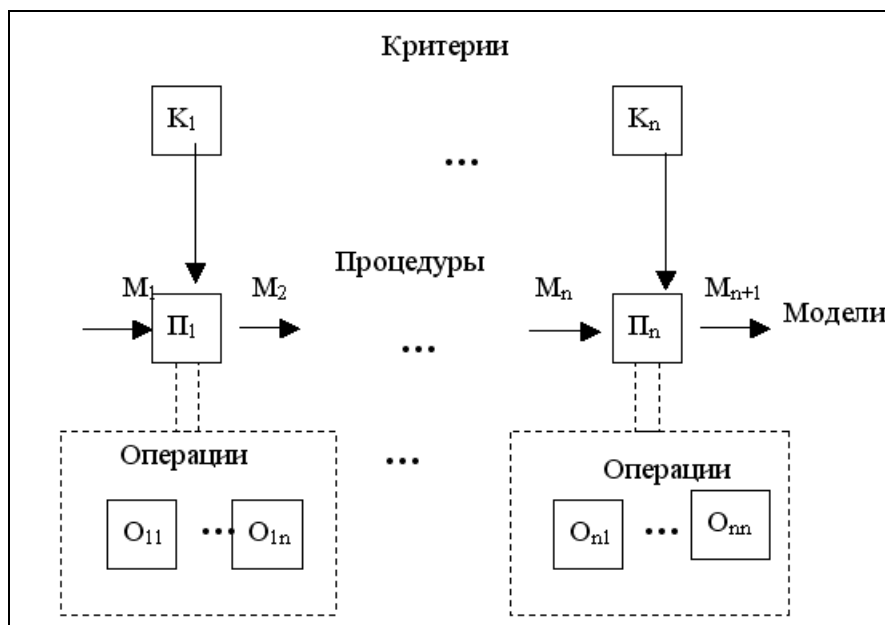 Критерии
K₁
Kₙ
...
Процедуры
M₁
M₂
Mₙ
Mₙ₊₁
П₁
...
Пₙ
Модели
Операции
...
Операции
O₁₁
...
O₁ₙ
Oₙ₁
...
Oₙₙ